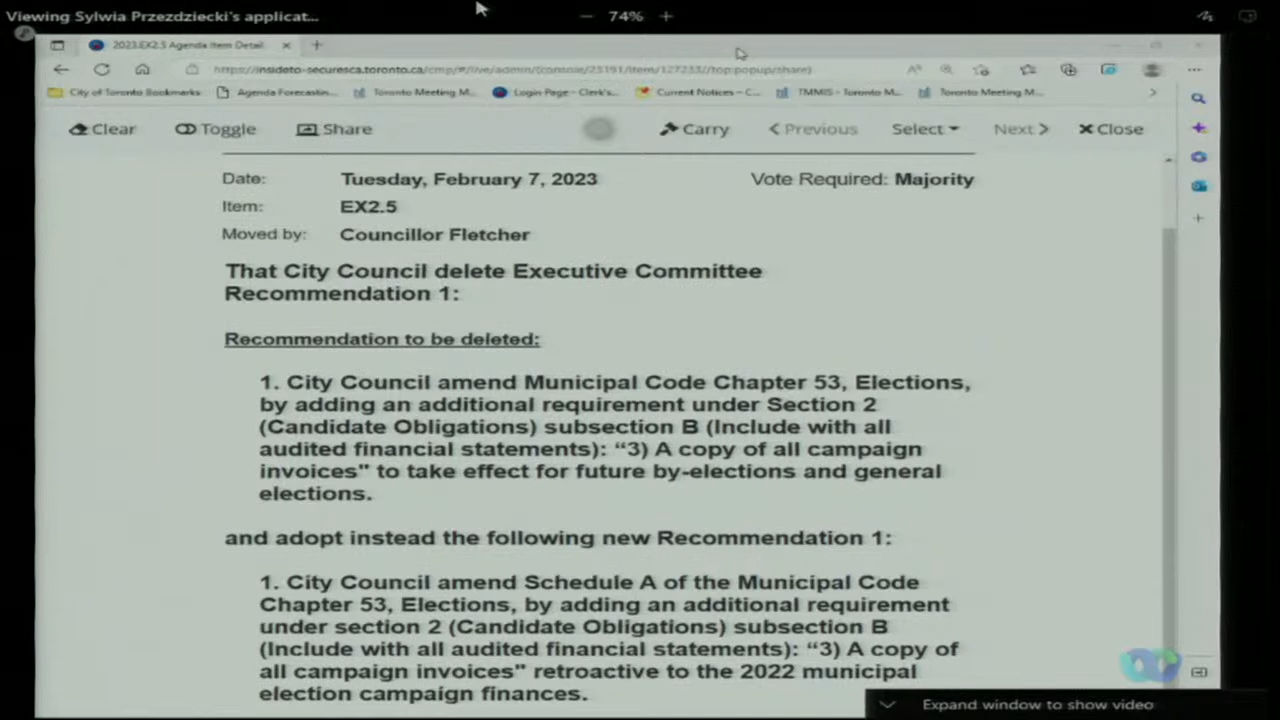 Viewing Sylwia Przezdziecki's applicat...
74%
2023.EX2.5 Agenda Item Detail
City of Toronto Bookmarks
Agenda Forecastin...
Toronto Meeting M...
Login Page - Clerk's...
Current Notices - C...
TMMIS - Toronto M...
Toronto Meeting M...
Clear
Toggle
Share
Carry
Previous
Select
Next
Close
Date: Tuesday, February 7, 2023 Vote Required: Majority
Item: EX2.5
Moved by: Councillor Fletcher
That City Council delete Executive Committee
Recommendation 1:
Recommendation to be deleted:
1. City Council amend Municipal Code Chapter 53, Elections,
by adding an additional requirement under Section 2
(Candidate Obligations) subsection B (Include with all
audited financial statements): “3) A copy of all campaign
invoices" to take effect for future by-elections and general
elections.
and adopt instead the following new Recommendation 1:
1. City Council amend Schedule A of the Municipal Code
Chapter 53, Elections, by adding an additional requirement
under section 2 (Candidate Obligations) subsection B
(Include with all audited financial statements): “3) A copy of
all campaign invoices" retroactive to the 2022 municipal
election campaign finances.
Expand window to show video